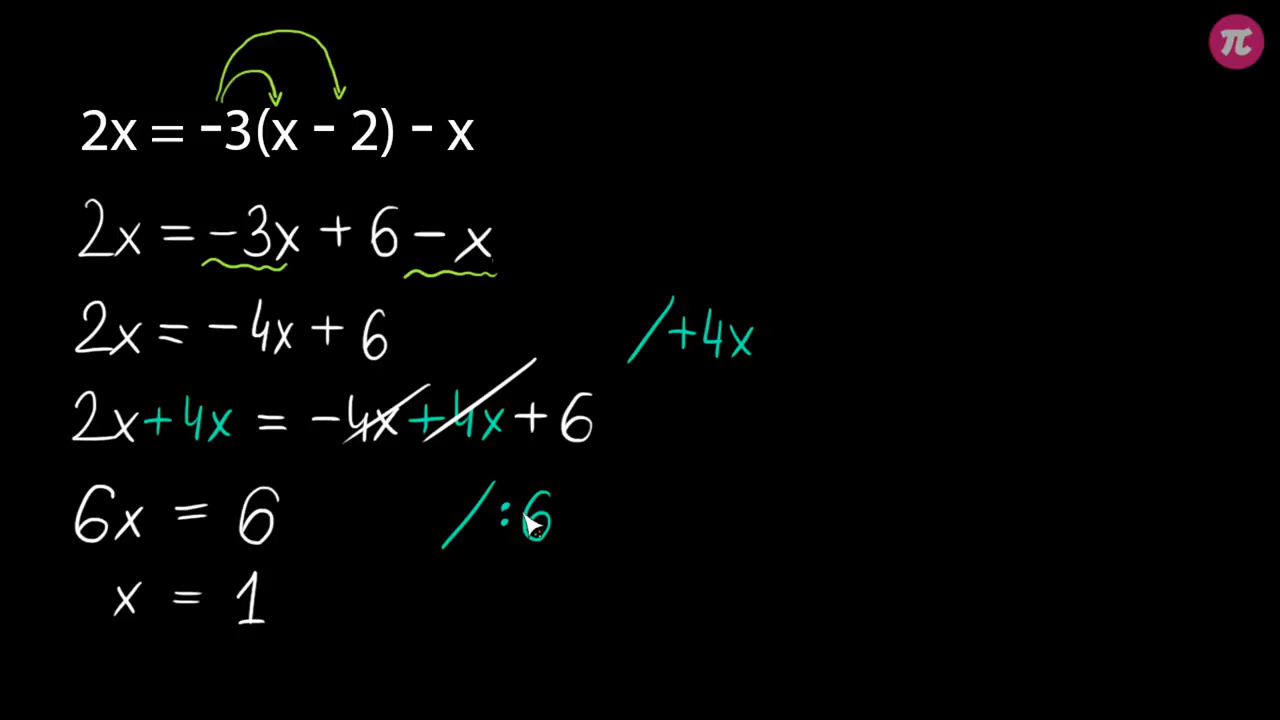 π
2x = -3(x - 2) - x
2x = -3x + 6 - x
2x = -4x + 6 /+4x
2x+4x = -4x+4x+6
6x = 6 /:6
x = 1